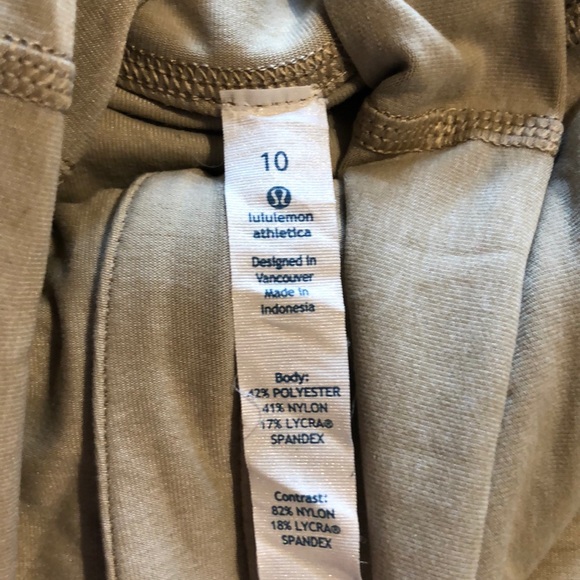 10
lululemon
athletica
Designed in
Vancouver
Made in
Indonesia
Body:
42% POLYESTER
41% NYLON
17% LYCRA®
SPANDEX
Contrast:
82% NYLON
18% LYCRA®
SPANDEX